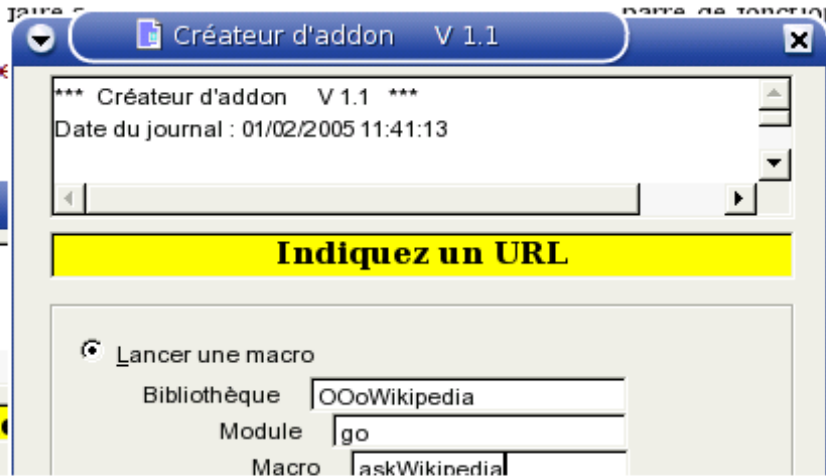 Créateur d'addon V 1.1
*** Créateur d'addon V 1.1 ***
Date du journal : 01/02/2005 11:41:13
Indiquez un URL
Lancer une macro
Bibliothèque OOoWikipedia
Module go
Macro askWikipedia